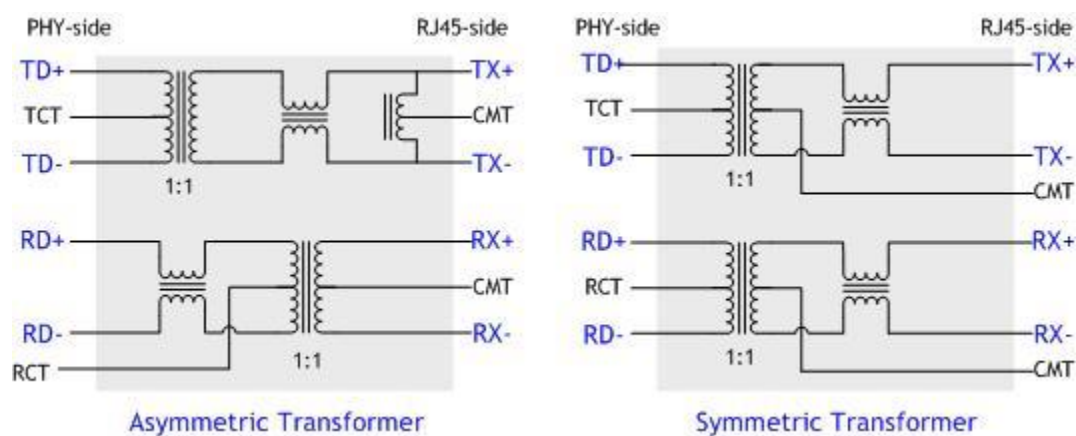 PHY-side
RJ45-side
TD+
TX+
TCT
CMT
TD-
TX-
1:1
RD+
RX+
CMT
RD-
RX-
RCT
1:1
Asymmetric Transformer
PHY-side
RJ45-side
TD+
TX+
TCT
TD-
TX-
1:1
CMT
RD+
RX+
RCT
RD-
RX-
1:1
CMT
Symmetric Transformer